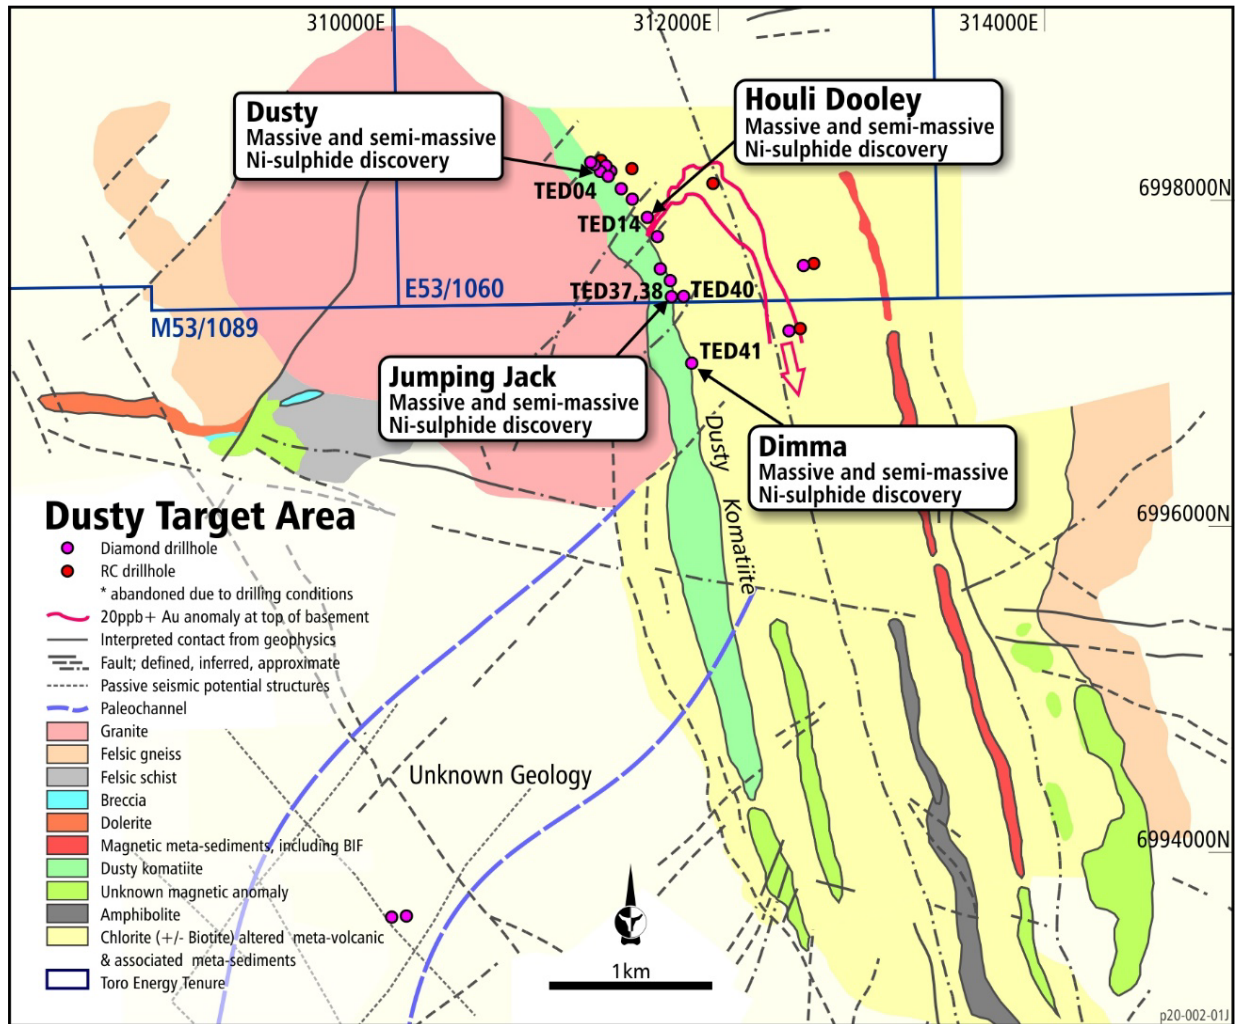 310000E
312000E
314000E
Dusty
Massive and semi-massive
Ni-sulphide discovery
Houli Dooley
Massive and semi-massive
Ni-sulphide discovery
TED04
6998000N
TED14
E53/1060
TED37,38
TED40
M53/1089
TED41
Jumping Jack
Massive and semi-massive
Ni-sulphide discovery
Dusty Komatiite
Dimma
Massive and semi-massive
Ni-sulphide discovery
6996000N
Dusty Target Area
Diamond drillhole
RC drillhole
* abandoned due to drilling conditions
20ppb+ Au anomaly at top of basement
Interpreted contact from geophysics
Fault; defined, inferred, approximate
Passive seismic potential structures
Paleochannel
Granite
Felsic gneiss
Felsic schist
Breccia
Dolerite
Magnetic meta-sediments, including BIF
Dusty komatiite
Unknown magnetic anomaly
Amphibolite
Chlorite (+/- Biotite) altered meta-volcanic
& associated meta-sediments
Toro Energy Tenure
Unknown Geology
6994000N
1km
p20-002-01J